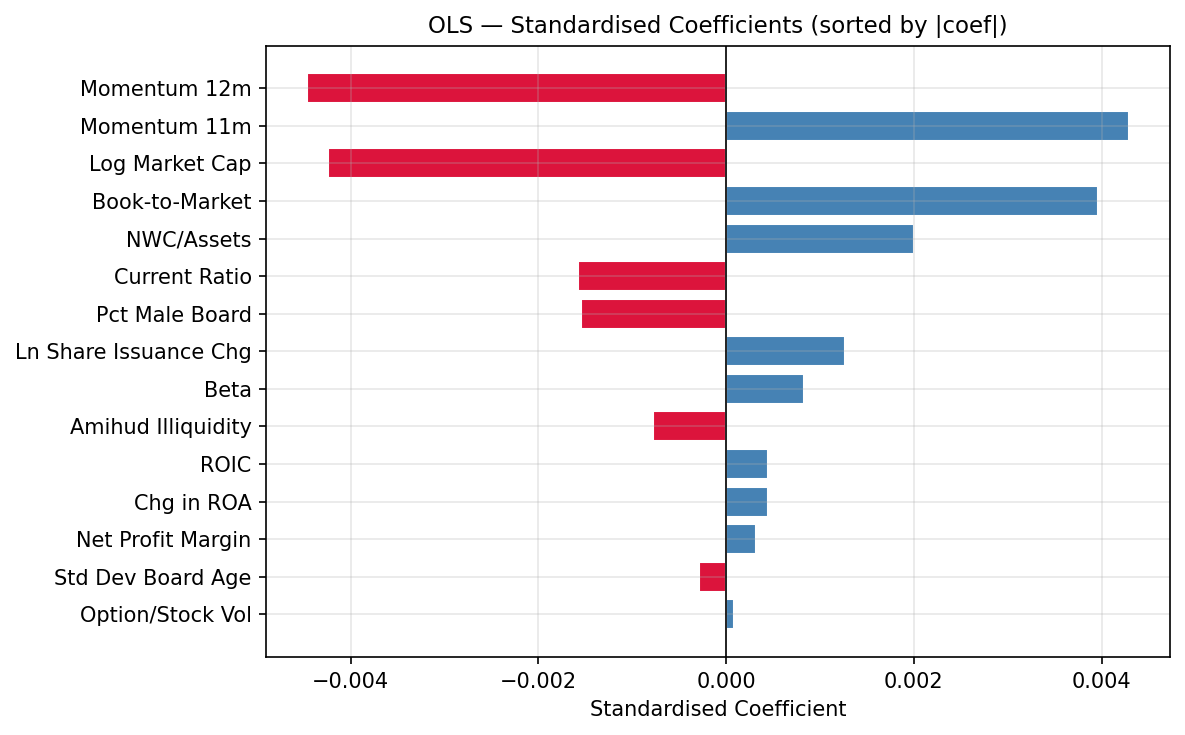 OLS — Standardised Coefficients (sorted by |coef|)
Momentum 12m
Momentum 11m
Log Market Cap
Book-to-Market
NWC/Assets
Current Ratio
Pct Male Board
Ln Share Issuance Chg
Beta
Amihud Illiquidity
ROIC
Chg in ROA
Net Profit Margin
Std Dev Board Age
Option/Stock Vol
−0.004 −0.002 0.000 0.002 0.004
Standardised Coefficient